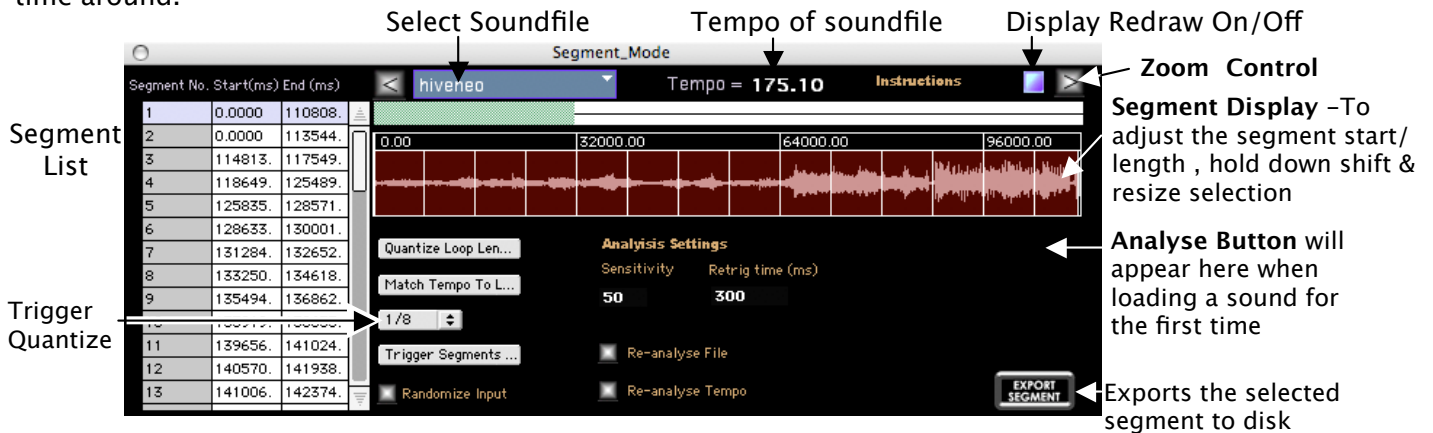 time around.
Select Soundfile Tempo of soundfile Display Redraw On/Off
Segment_Mode
Segment No. Start(ms) End (ms)
< hiveneo Tempo = 175.10 Instructions >
Zoom Control
Segment List
1 0.0000 110808.
2 0.0000 113544.
3 114813. 117549.
4 118649. 125489.
5 125835. 128571.
6 128633. 130001.
7 131284. 132652.
8 133250. 134618.
9 135494. 136862.
11 139656. 141024.
12 140570. 141938.
13 141006. 142374.
0.00 32000.00 64000.00 96000.00
Segment Display –To
adjust the segment start/
length , hold down shift &
resize selection
Quantize Loop Len...
Match Tempo To L...
Trigger
Quantize
1/8
Trigger Segments ...
Randomize Input
Analyisis Settings
Sensitivity Retrig time (ms)
50 300
Re-analyse File
Re-analyse Tempo
Analyse Button will
appear here when
loading a sound for
the first time
EXPORT
SEGMENT
Exports the selected
segment to disk